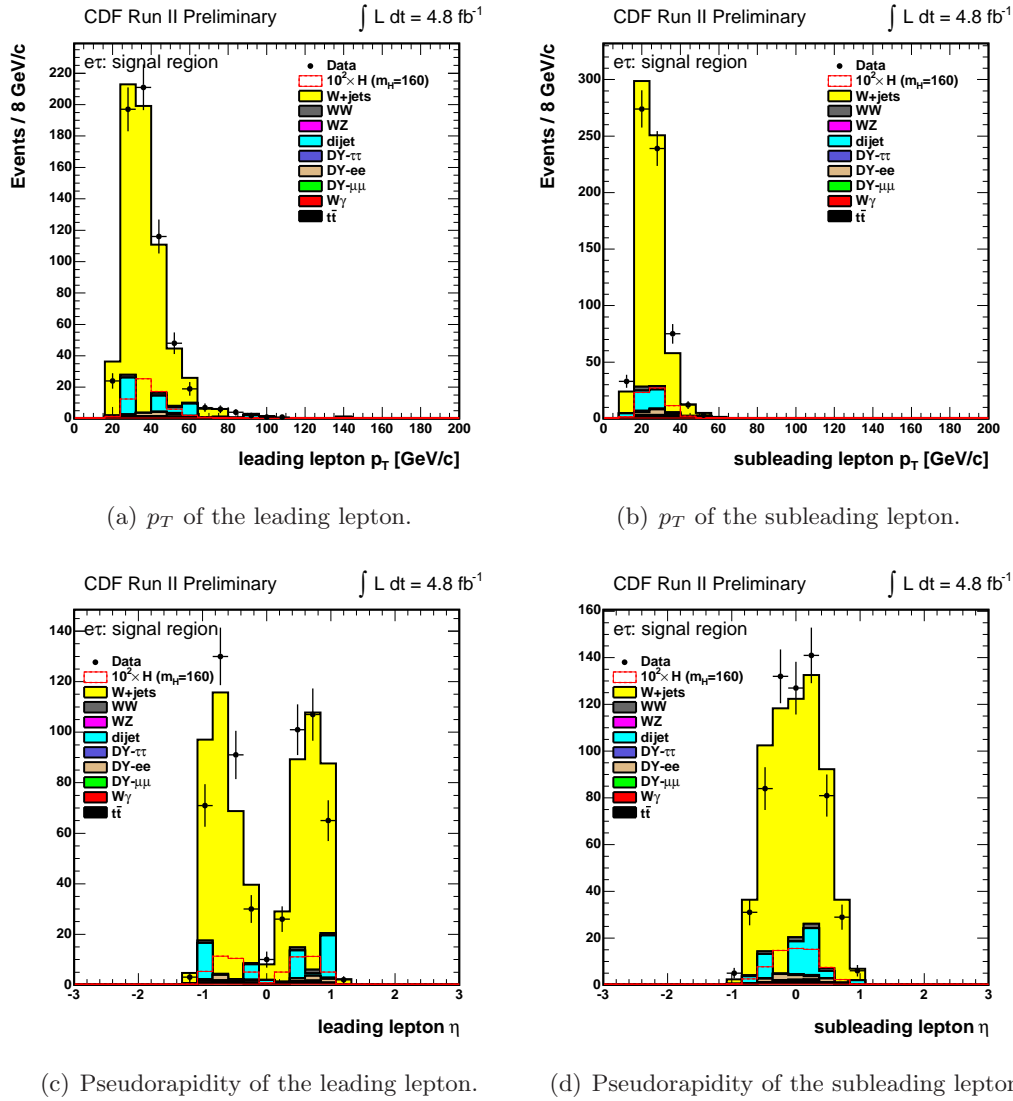 CDF Run II Preliminary ∫ L dt = 4.8 fb⁻¹
eτ: signal region
Data
10²× H (m_H=160)
W+jets
WW
WZ
dijet
DY-ττ
DY-ee
DY-μμ
Wγ
tt̄
Events / 8 GeV/c
220
200
180
160
140
120
100
80
60
40
20
0
0 20 40 60 80 100 120 140 160 180 200
leading lepton p_T [GeV/c]
(a) p_T of the leading lepton.
CDF Run II Preliminary ∫ L dt = 4.8 fb⁻¹
eτ: signal region
Data
10²× H (m_H=160)
W+jets
WW
WZ
dijet
DY-ττ
DY-ee
DY-μμ
Wγ
tt̄
Events / 8 GeV/c
300
250
200
150
100
50
0
0 20 40 60 80 100 120 140 160 180 200
subleading lepton p_T [GeV/c]
(b) p_T of the subleading lepton.
CDF Run II Preliminary ∫ L dt = 4.8 fb⁻¹
eτ: signal region
Data
10²× H (m_H=160)
W+jets
WW
WZ
dijet
DY-ττ
DY-ee
DY-μμ
Wγ
tt̄
140
120
100
80
60
40
20
0
-3 -2 -1 0 1 2 3
leading lepton η
(c) Pseudorapidity of the leading lepton.
CDF Run II Preliminary ∫ L dt = 4.8 fb⁻¹
eτ: signal region
Data
10²× H (m_H=160)
W+jets
WW
WZ
dijet
DY-ττ
DY-ee
DY-μμ
Wγ
tt̄
160
140
120
100
80
60
40
20
0
-3 -2 -1 0 1 2 3
subleading lepton η
(d) Pseudorapidity of the subleading lepton